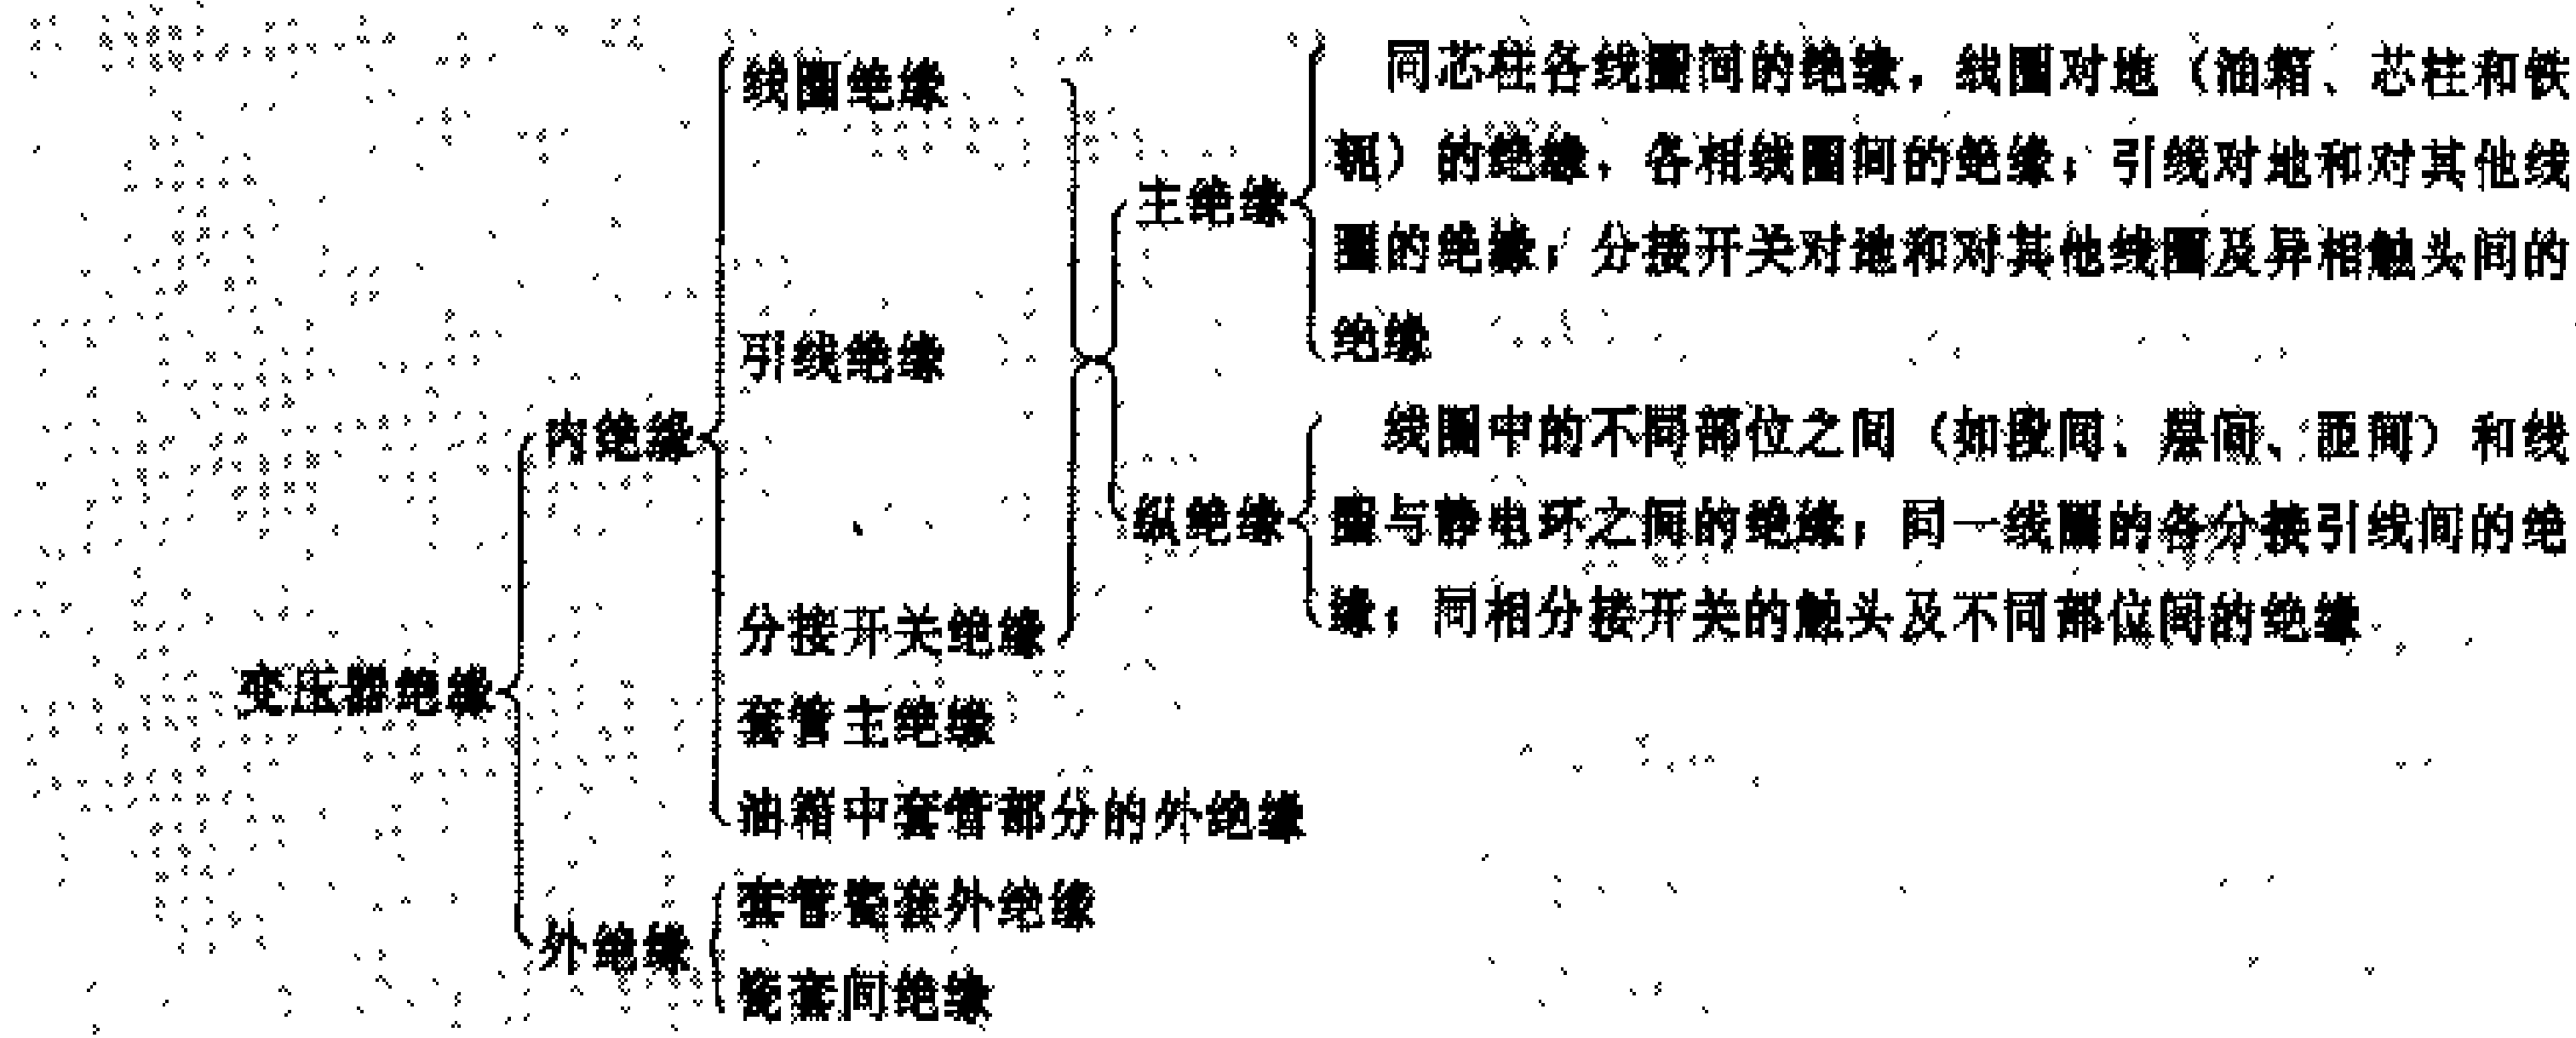 线圈绝缘
引线绝缘
分接开关绝缘
套管主绝缘
油箱中套管部分的外绝缘
套管瓷套外绝缘
瓷套间绝缘
变压器绝缘
内绝缘
外绝缘
主绝缘
纵绝缘
同芯柱各线圈间的绝缘，线圈对地（油箱、芯柱和铁
轭）的绝缘，各相线圈间的绝缘；引线对地和对其他线
圈的绝缘；分接开关对地和对其他线圈及异相触头间的
绝缘
线圈中的不同部位之间（如段间、层间、匝间）和线
圈与静电环之间的绝缘；同一线圈的各分接引线间的绝
缘；同相分接开关的触头及不同部位间的绝缘